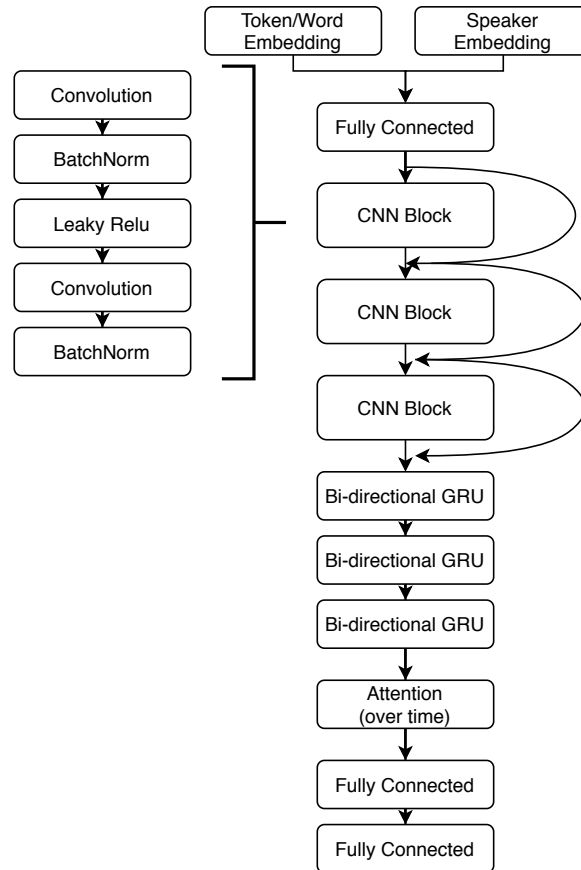 Token/Word
Embedding
Speaker
Embedding
Convolution
BatchNorm
Leaky Relu
Convolution
BatchNorm
Fully Connected
CNN Block
CNN Block
CNN Block
Bi-directional GRU
Bi-directional GRU
Bi-directional GRU
Attention
(over time)
Fully Connected
Fully Connected